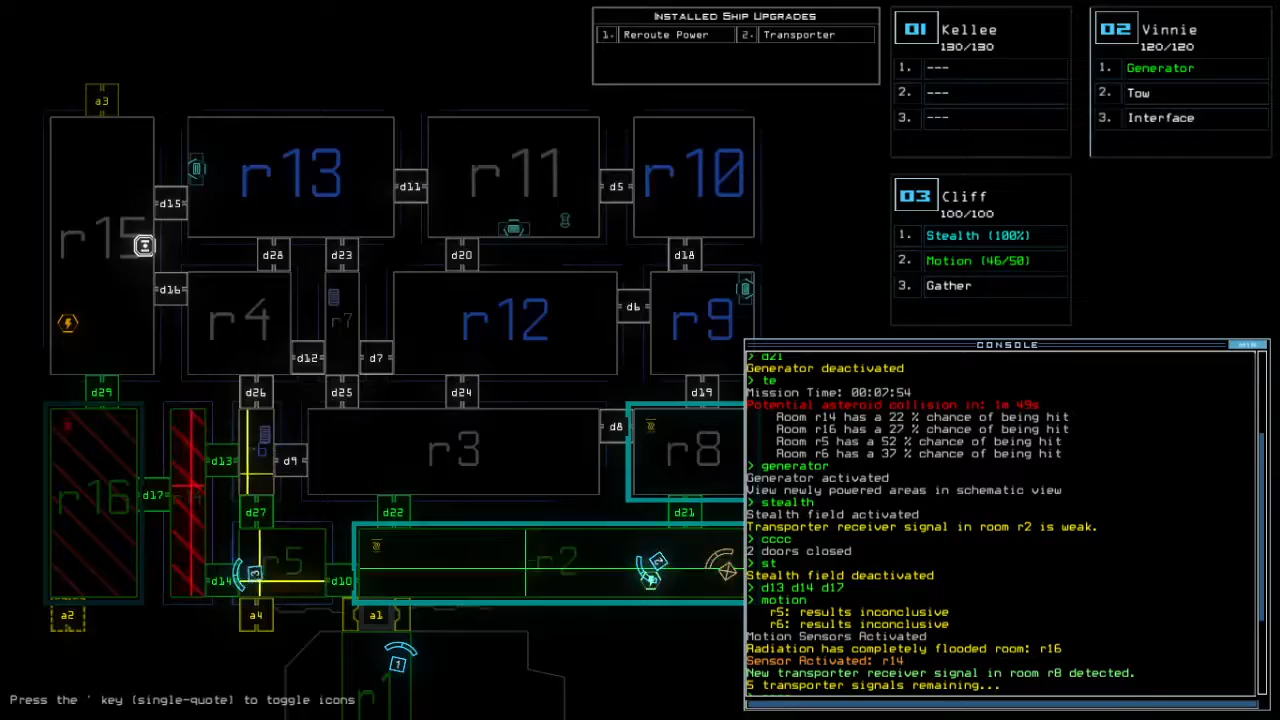 Installed Ship Upgrades
1. Reroute Power 2. Transporter
01 Kellee
130/130
1. ---
2. ---
3. ---
02 Vinnie
120/120
1. Generator
2. Tow
3. Interface
03 Cliff
100/100
1. Stealth (100%)
2. Motion (46/50)
3. Gather
a3
r13
r11
r10
d11
d5
r15
d15
d28
d23
d20
d18
d16
r4
r7
r12
d6
r9
d12
d7
d29
d26
d25
d24
d19
r16
d17
d13
d9
r3
d8
r8
d27
d22
d21
d14
r5
d10
r2
3
2
a2
a4
a1
1
r1
CONSOLE
> d21
Generator deactivated
> te
Mission Time: 00:07:54
Potential asteroid collision in: 1m 49s
Room r14 has a 22 % chance of being hit
Room r16 has a 27 % chance of being hit
Room r5 has a 52 % chance of being hit
Room r6 has a 37 % chance of being hit
> generator
Generator activated
View newly powered areas in schematic view
> stealth
Stealth field activated
Transporter receiver signal in room r2 is weak.
> cccc
2 doors closed
> st
Stealth field deactivated
> d13 d14 d17
> motion
r5: results inconclusive
r6: results inconclusive
Motion Sensors Activated
Radiation has completely flooded room: r16
Sensor Activated: r14
New transporter receiver signal in room r8 detected.
5 transporter signals remaining...
Press the ' key (single-quote) to toggle icons